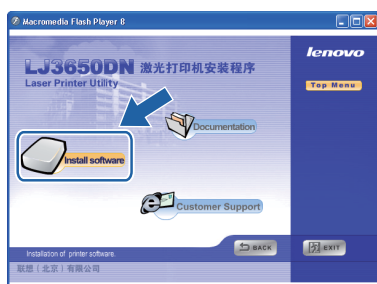 Macromedia Flash Player 8
lenovo
LJ3650DN 激光打印机安装程序
Laser Printer Utility
Top Menu
Documentation
Install software
Customer Support
BACK
EXIT
Installation of printer software.
联想（北京）有限公司